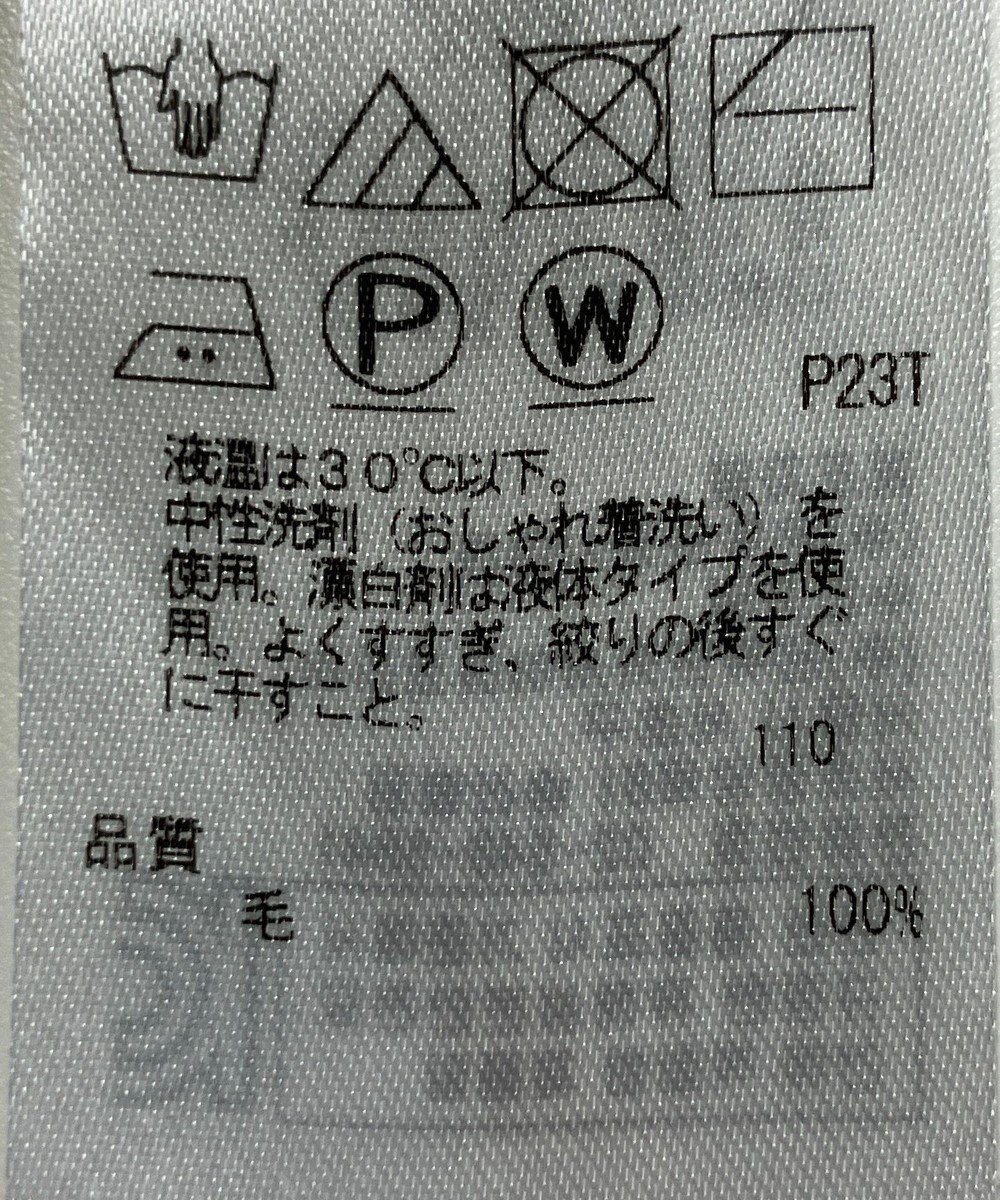 P
W
P23T
液温は30℃以下。
中性洗剤（おしゃれ着洗い）を
使用。漂白剤は液体タイプを使
用。よくすすぎ、絞りの後すぐ
に干すこと。
110
品質
毛 100%